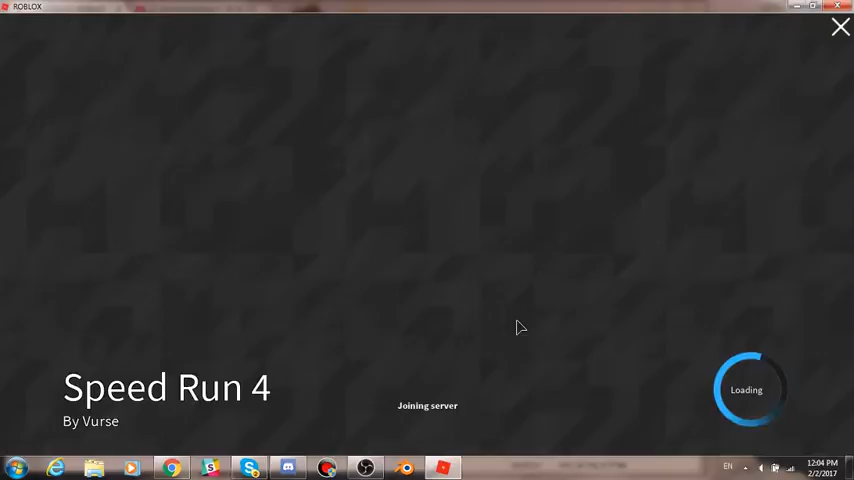 ROBLOX
Speed Run 4
By Vurse
Joining server
Loading
EN
12:04 PM
2/2/2017